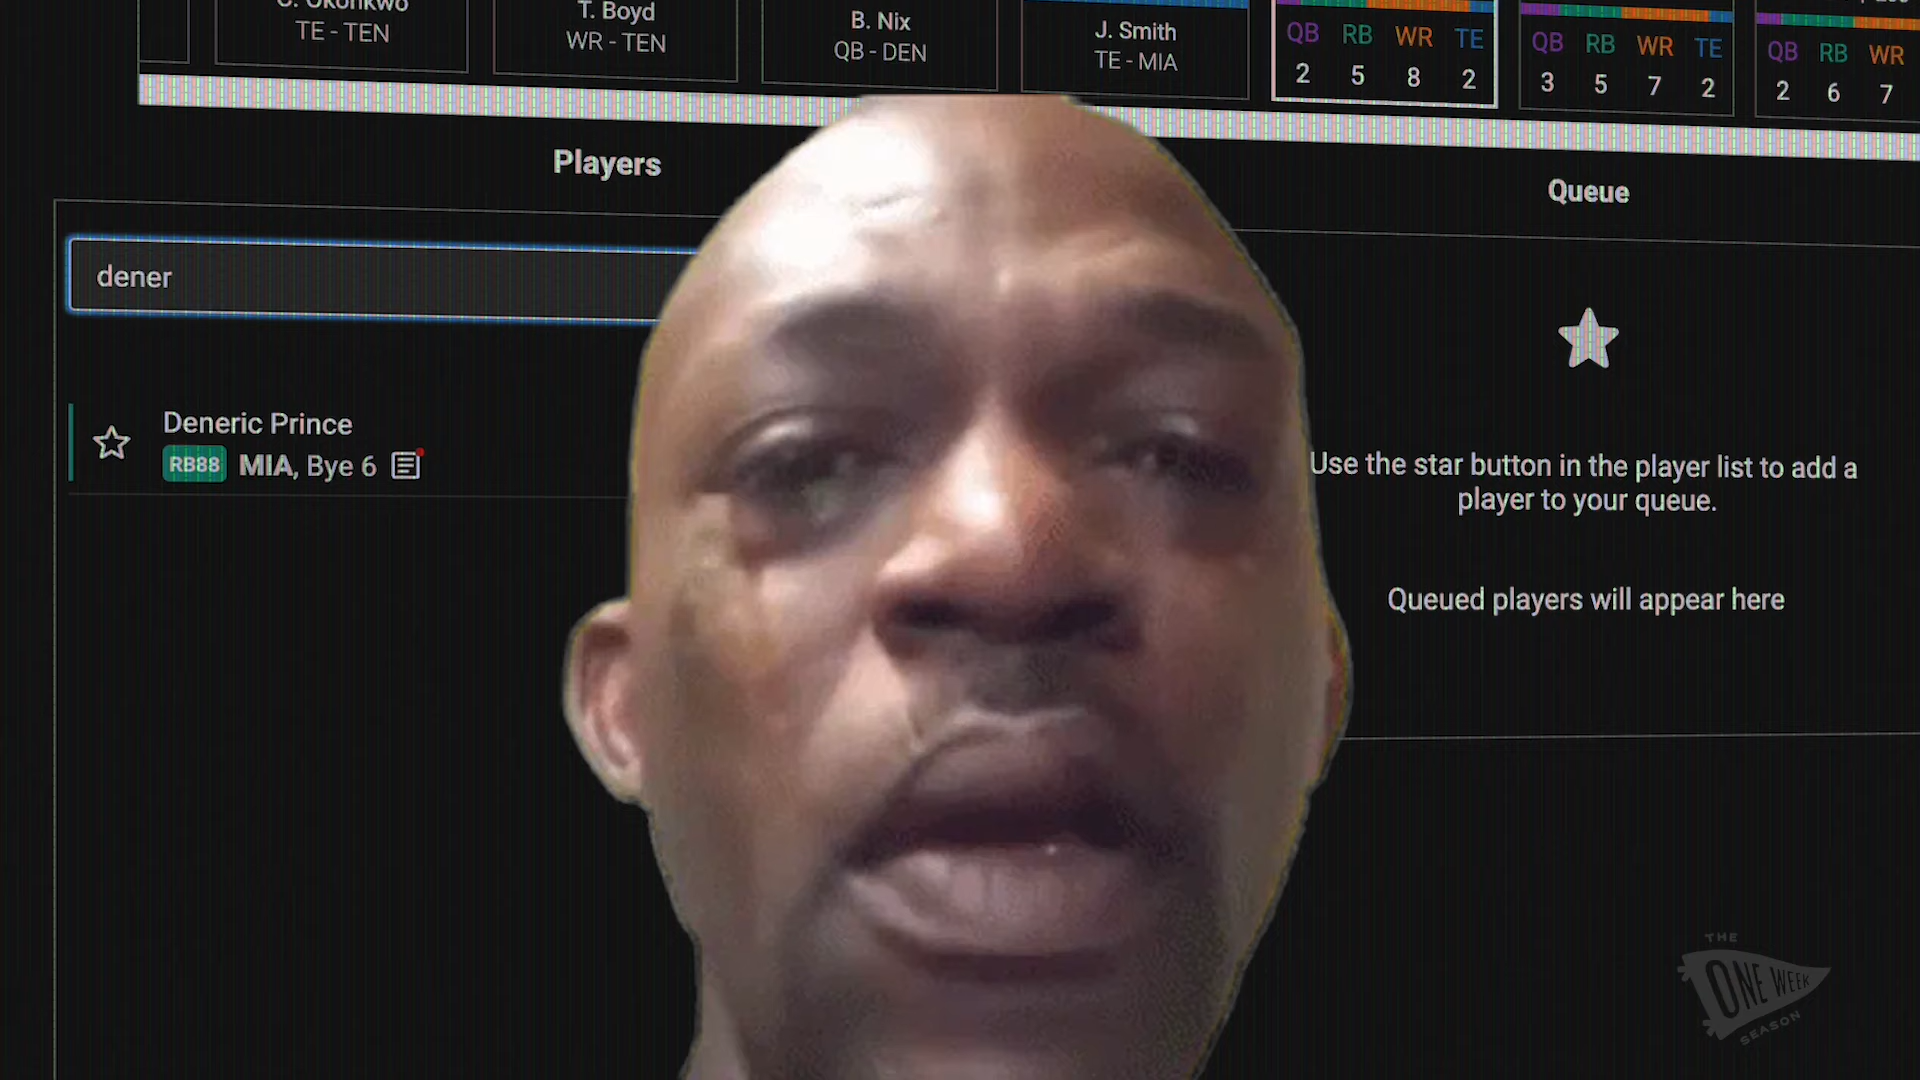 C. Okonkwo
TE - TEN
T. Boyd
WR - TEN
B. Nix
QB - DEN
J. Smith
TE - MIA
QB RB WR TE
2 5 8 2
QB RB WR TE
3 5 7 2
QB RB WR
2 6 7
Players
Queue
dener
Deneric Prince
RB88 MIA, Bye 6
Use the star button in the player list to add a
player to your queue.
Queued players will appear here
THE
ONE WEEK
SEASON